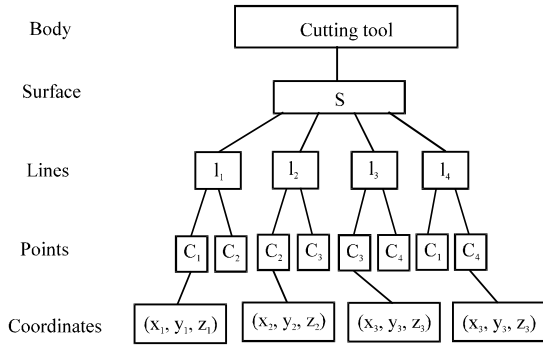 Body Cutting tool
Surface S
Lines l₁ l₂ l₃ l₄
Points C₁ C₂ C₂ C₃ C₃ C₄ C₁ C₄
Coordinates (x₁, y₁, z₁) (x₂, y₂, z₂) (x₃, y₃, z₃) (x₃, y₃, z₃)